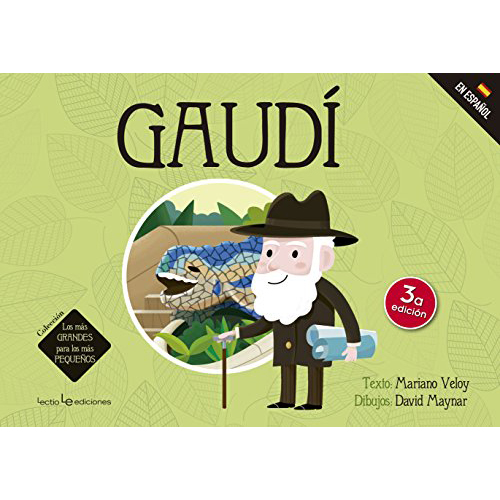 EN ESPAÑOL
GAUDÍ
3a
edición
Colección
Los más
GRANDES
para los más
PEQUEÑOS
Texto: Mariano Veloy
Dibujos: David Maynar
Lectio Le ediciones